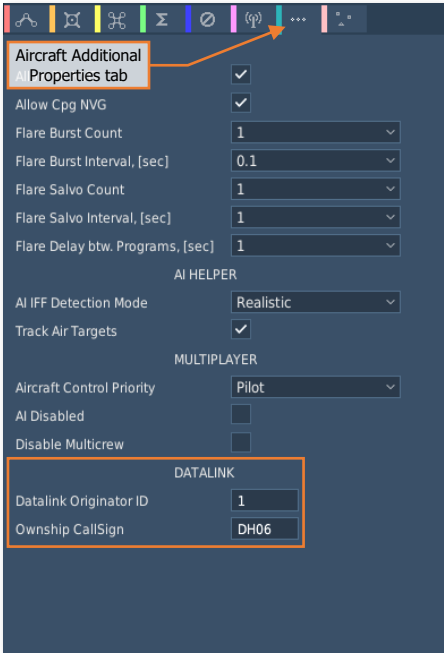 Aircraft Additional
Properties tab
Allow Cpg NVG
Flare Burst Count 1
Flare Burst Interval, [sec] 0.1
Flare Salvo Count 1
Flare Salvo Interval, [sec] 1
Flare Delay btw. Programs, [sec] 1
AI HELPER
AI IFF Detection Mode Realistic
Track Air Targets
MULTIPLAYER
Aircraft Control Priority Pilot
AI Disabled
Disable Multicrew
DATALINK
Datalink Originator ID 1
Ownship CallSign DH06